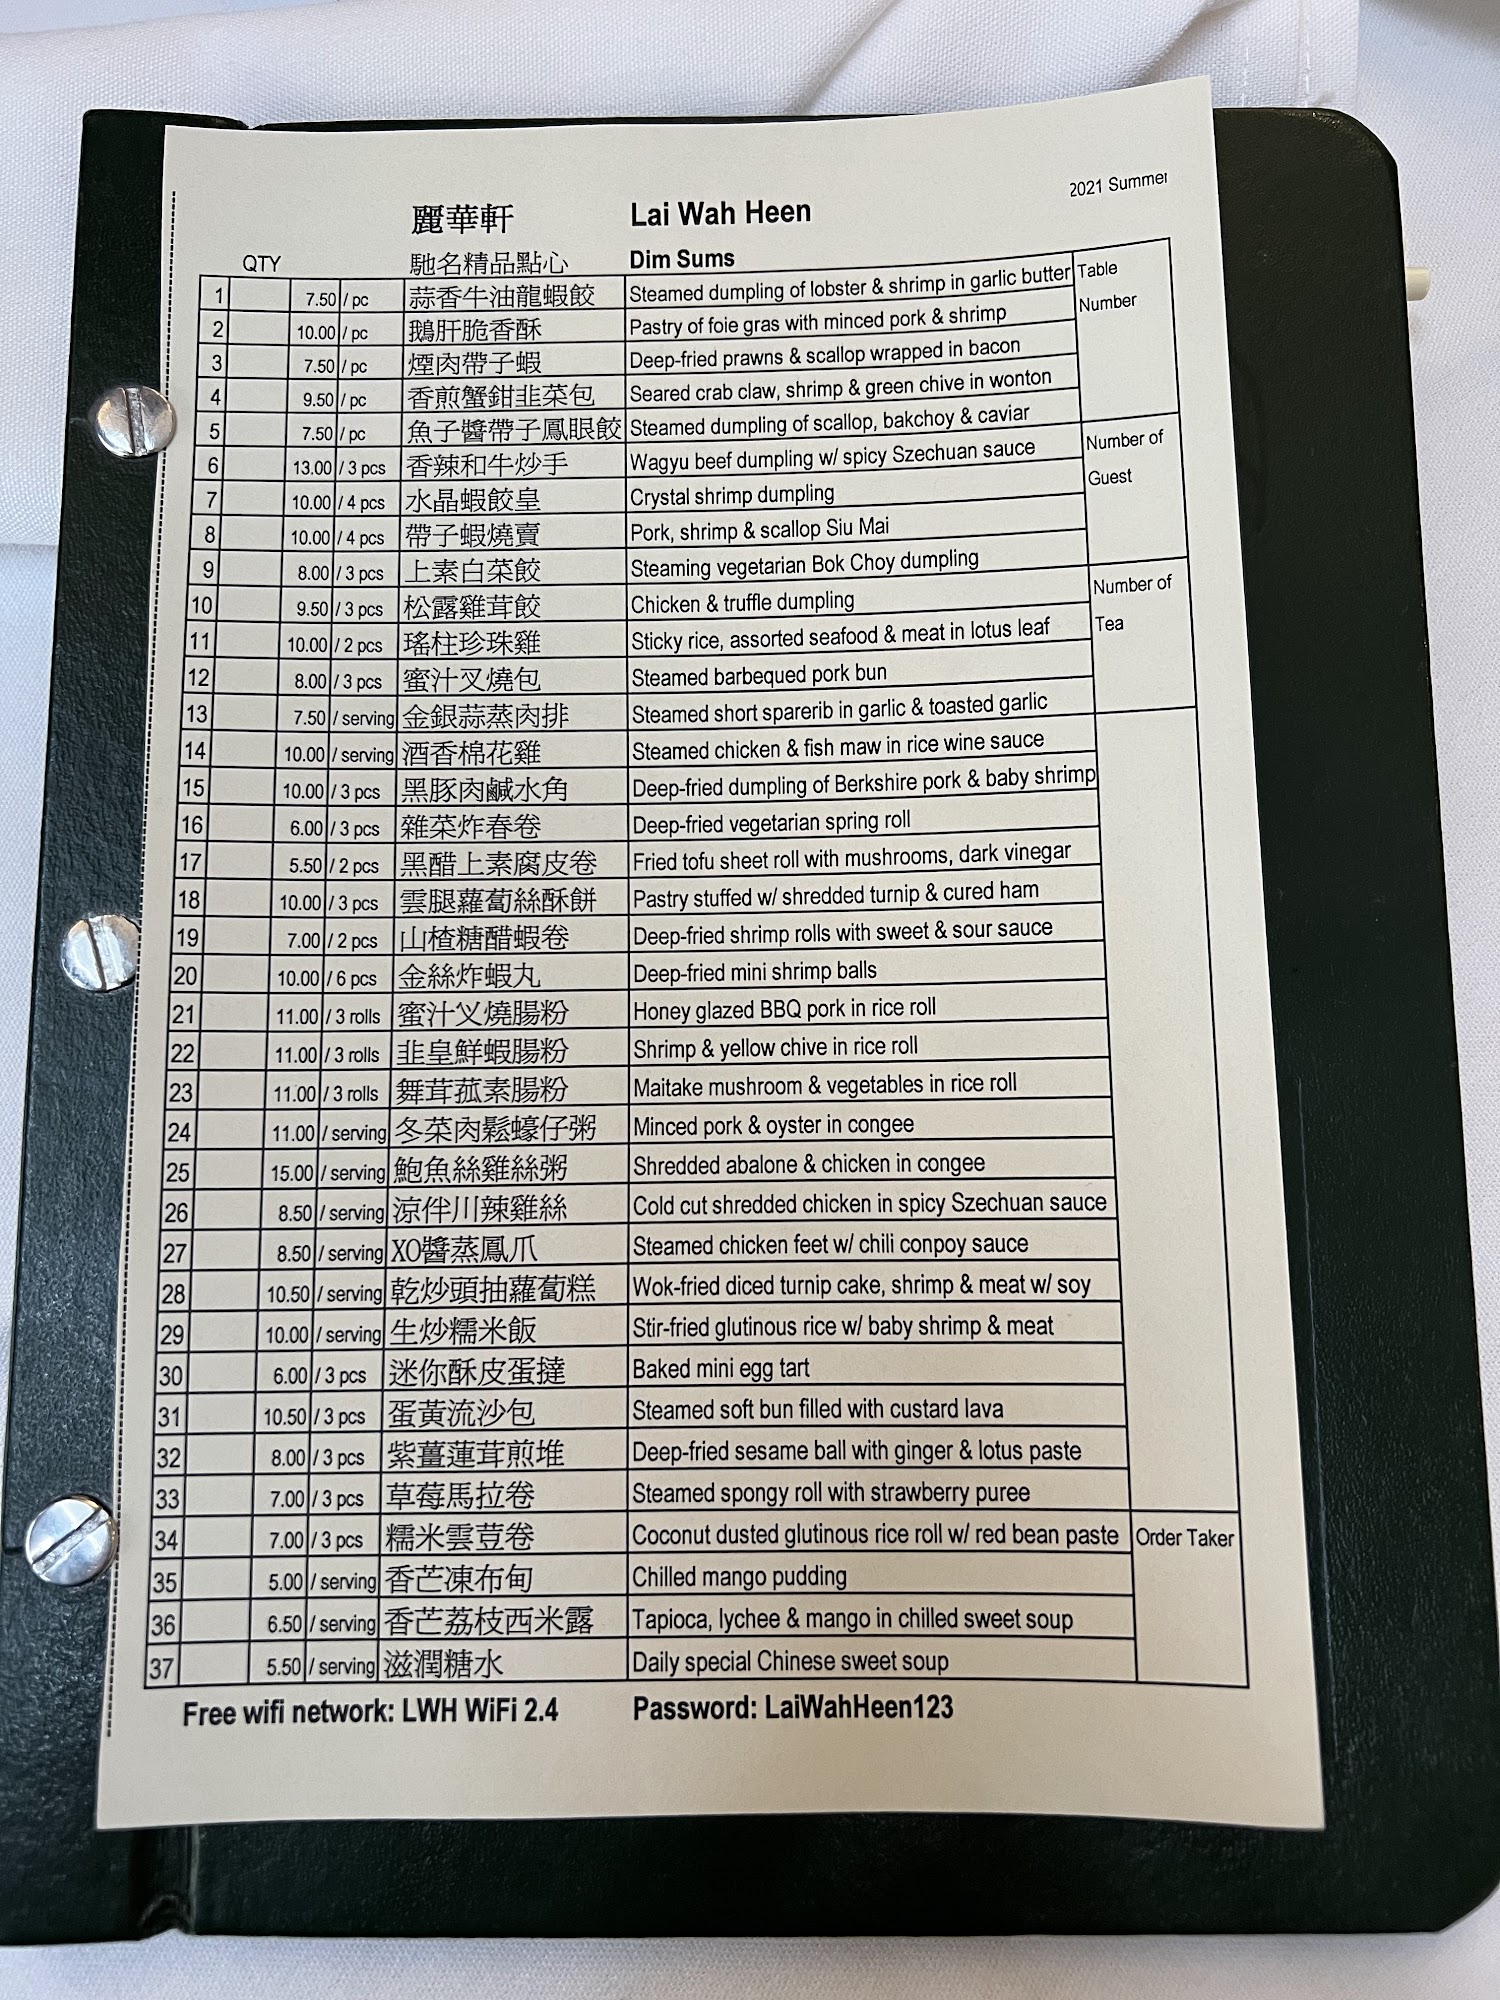 2021 Summer
麗華軒 Lai Wah Heen
QTY 馳名精品點心 Dim Sums
1 7.50 / pc 蒜香牛油龍蝦餃 Steamed dumpling of lobster & shrimp in garlic butter Table
2 10.00 / pc 鵝肝脆香酥 Pastry of foie gras with minced pork & shrimp Number
3 7.50 / pc 煙肉帶子蝦 Deep-fried prawns & scallop wrapped in bacon
4 9.50 / pc 香煎蟹鉗韭菜包 Seared crab claw, shrimp & green chive in wonton
5 7.50 / pc 魚子醬帶子鳳眼餃 Steamed dumpling of scallop, bakchoy & caviar
6 13.00 / 3 pcs 香辣和牛炒手 Wagyu beef dumpling w/ spicy Szechuan sauce Number of
7 10.00 / 4 pcs 水晶蝦餃皇 Crystal shrimp dumpling Guest
8 10.00 / 4 pcs 帶子蝦燒賣 Pork, shrimp & scallop Siu Mai
9 8.00 / 3 pcs 上素白菜餃 Steaming vegetarian Bok Choy dumpling
10 9.50 / 3 pcs 松露雞茸餃 Chicken & truffle dumpling Number of
11 10.00 / 2 pcs 瑤柱珍珠雞 Sticky rice, assorted seafood & meat in lotus leaf Tea
12 8.00 / 3 pcs 蜜汁叉燒包 Steamed barbequed pork bun
13 7.50 / serving 金銀蒜蒸肉排 Steamed short sparerib in garlic & toasted garlic
14 10.00 / serving 酒香棉花雞 Steamed chicken & fish maw in rice wine sauce
15 10.00 / 3 pcs 黑豚肉鹹水角 Deep-fried dumpling of Berkshire pork & baby shrimp
16 6.00 / 3 pcs 雜菜炸春卷 Deep-fried vegetarian spring roll
17 5.50 / 2 pcs 黑醋上素腐皮卷 Fried tofu sheet roll with mushrooms, dark vinegar
18 10.00 / 3 pcs 雲腿蘿蔔絲酥餅 Pastry stuffed w/ shredded turnip & cured ham
19 7.00 / 2 pcs 山楂糖醋蝦卷 Deep-fried shrimp rolls with sweet & sour sauce
20 10.00 / 6 pcs 金絲炸蝦丸 Deep-fried mini shrimp balls
21 11.00 / 3 rolls 蜜汁叉燒腸粉 Honey glazed BBQ pork in rice roll
22 11.00 / 3 rolls 韭皇鮮蝦腸粉 Shrimp & yellow chive in rice roll
23 11.00 / 3 rolls 舞茸菰素腸粉 Maitake mushroom & vegetables in rice roll
24 11.00 / serving 冬菜肉鬆蠔仔粥 Minced pork & oyster in congee
25 15.00 / serving 鮑魚絲雞絲粥 Shredded abalone & chicken in congee
26 8.50 / serving 涼伴川辣雞絲 Cold cut shredded chicken in spicy Szechuan sauce
27 8.50 / serving XO醬蒸鳳爪 Steamed chicken feet w/ chili conpoy sauce
28 10.50 / serving 乾炒頭抽蘿蔔糕 Wok-fried diced turnip cake, shrimp & meat w/ soy
29 10.00 / serving 生炒糯米飯 Stir-fried glutinous rice w/ baby shrimp & meat
30 6.00 / 3 pcs 迷你酥皮蛋撻 Baked mini egg tart
31 10.50 / 3 pcs 蛋黃流沙包 Steamed soft bun filled with custard lava
32 8.00 / 3 pcs 紫薑蓮茸煎堆 Deep-fried sesame ball with ginger & lotus paste
33 7.00 / 3 pcs 草莓馬拉卷 Steamed spongy roll with strawberry puree
34 7.00 / 3 pcs 糯米雲荳卷 Coconut dusted glutinous rice roll w/ red bean paste Order Taker
35 5.00 / serving 香芒凍布甸 Chilled mango pudding
36 6.50 / serving 香芒荔枝西米露 Tapioca, lychee & mango in chilled sweet soup
37 5.50 / serving 滋潤糖水 Daily special Chinese sweet soup
Free wifi network: LWH WiFi 2.4 Password: LaiWahHeen123